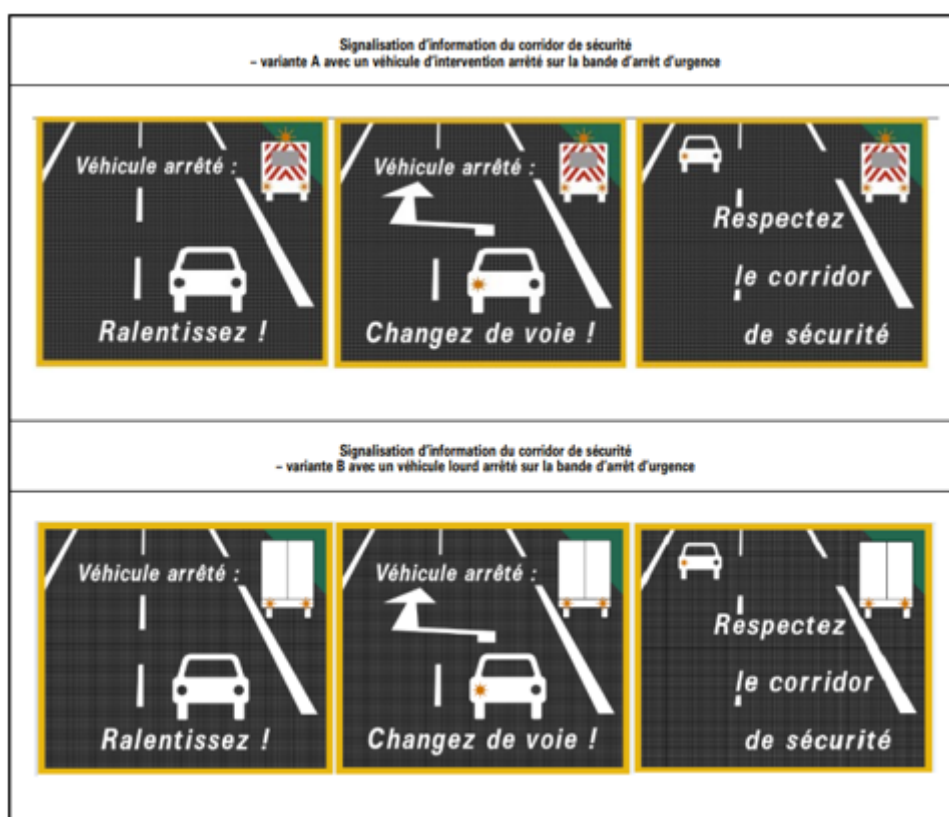 Signalisation d'information du corridor de sécurité
– variante A avec un véhicule d'intervention arrêté sur la bande d'arrêt d'urgence
Véhicule arrêté :
Ralentissez !
Véhicule arrêté :
Changez de voie !
Respectez
le corridor
de sécurité
Signalisation d'information du corridor de sécurité
– variante B avec un véhicule lourd arrêté sur la bande d'arrêt d'urgence
Véhicule arrêté :
Ralentissez !
Véhicule arrêté :
Changez de voie !
Respectez
le corridor
de sécurité